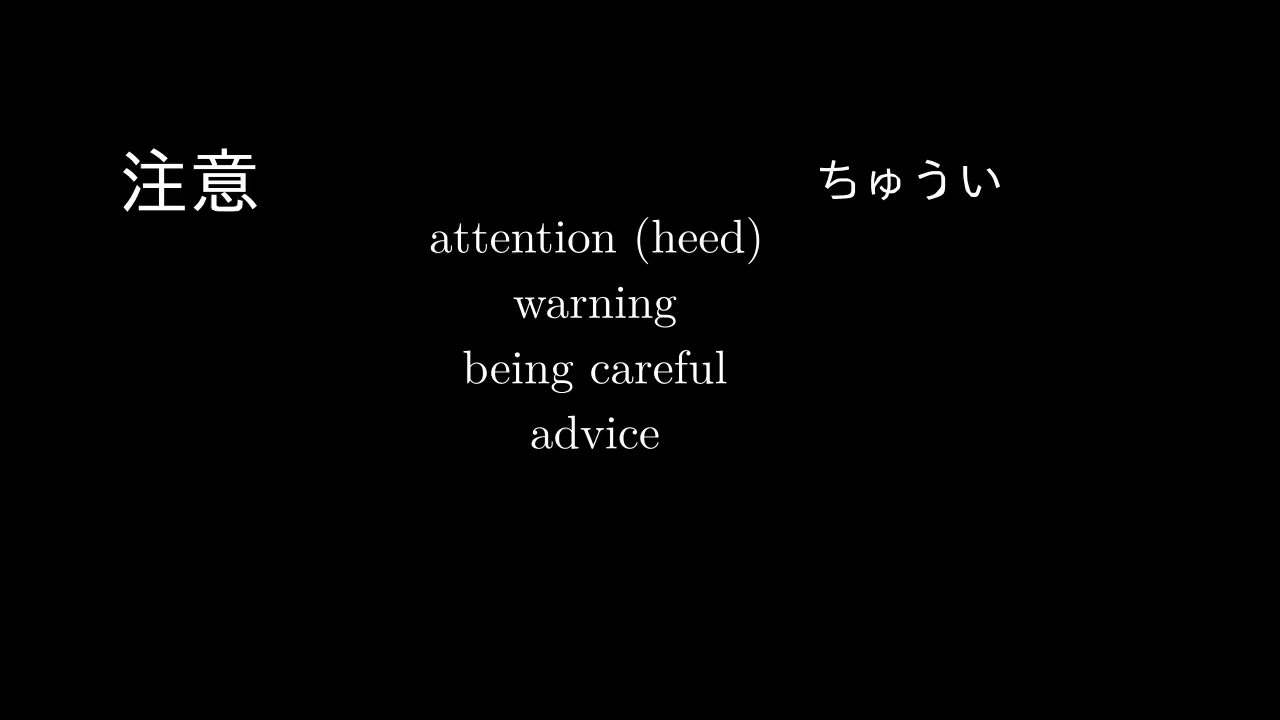 注意
ちゅうい
attention (heed)
warning
being careful
advice